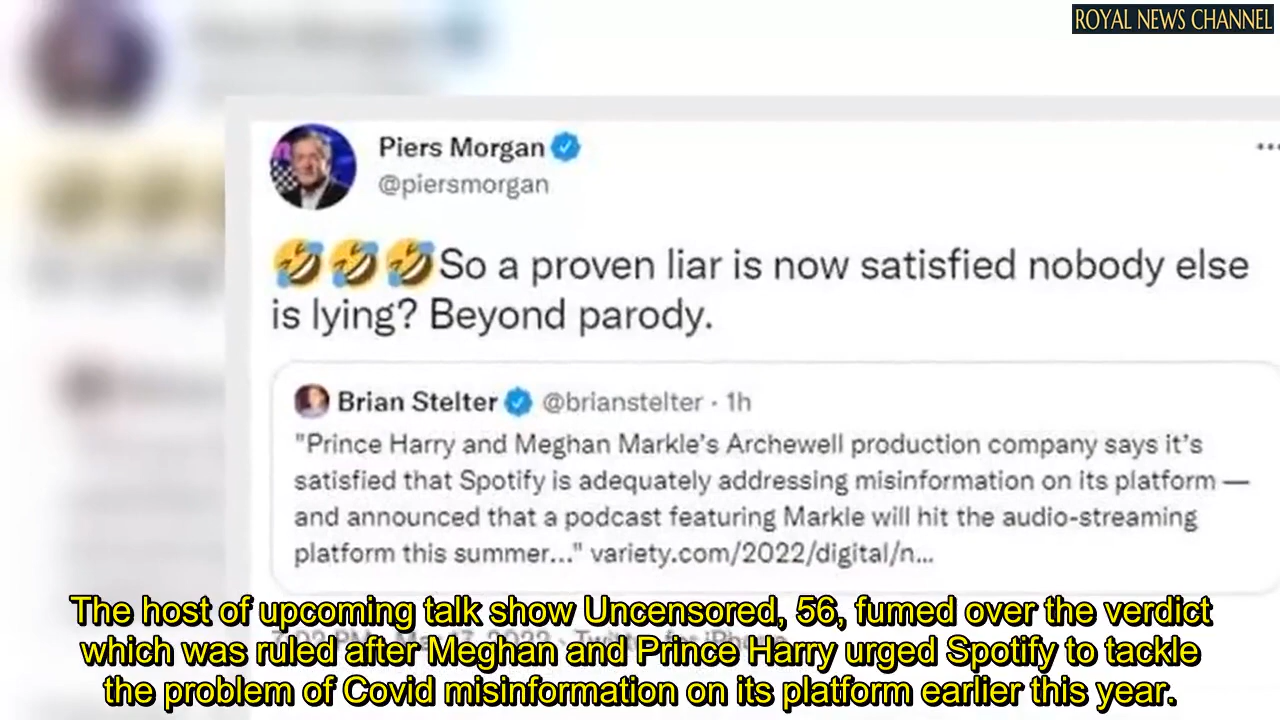 ROYAL NEWS CHANNEL
Piers Morgan
@piersmorgan
🤣🤣🤣So a proven liar is now satisfied nobody else
is lying? Beyond parody.
Brian Stelter @brianstelter · 1h
"Prince Harry and Meghan Markle's Archewell production company says it's
satisfied that Spotify is adequately addressing misinformation on its platform —
and announced that a podcast featuring Markle will hit the audio-streaming
platform this summer..." variety.com/2022/digital/n...
The host of upcoming talk show Uncensored, 56, fumed over the verdict
which was ruled after Meghan and Prince Harry urged Spotify to tackle
the problem of Covid misinformation on its platform earlier this year.